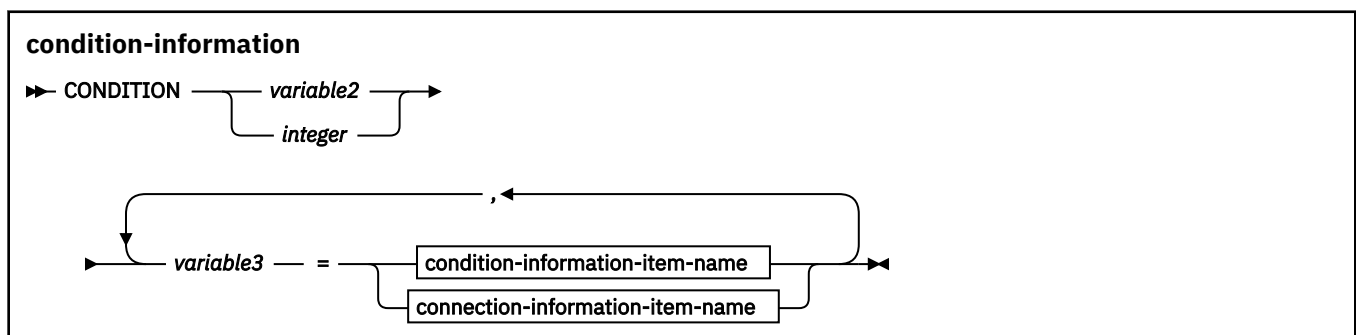 condition-information
CONDITION variable2
integer
,
variable3 = condition-information-item-name
connection-information-item-name